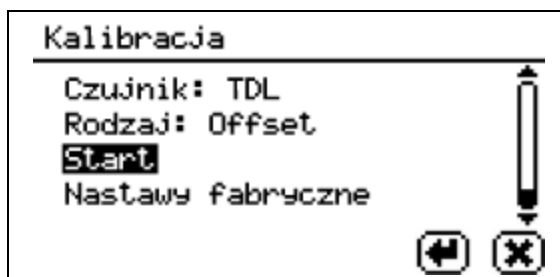 Kalibracja
Czujnik: TDL
Rodzaj: Offset
Start
Nastawy fabryczne